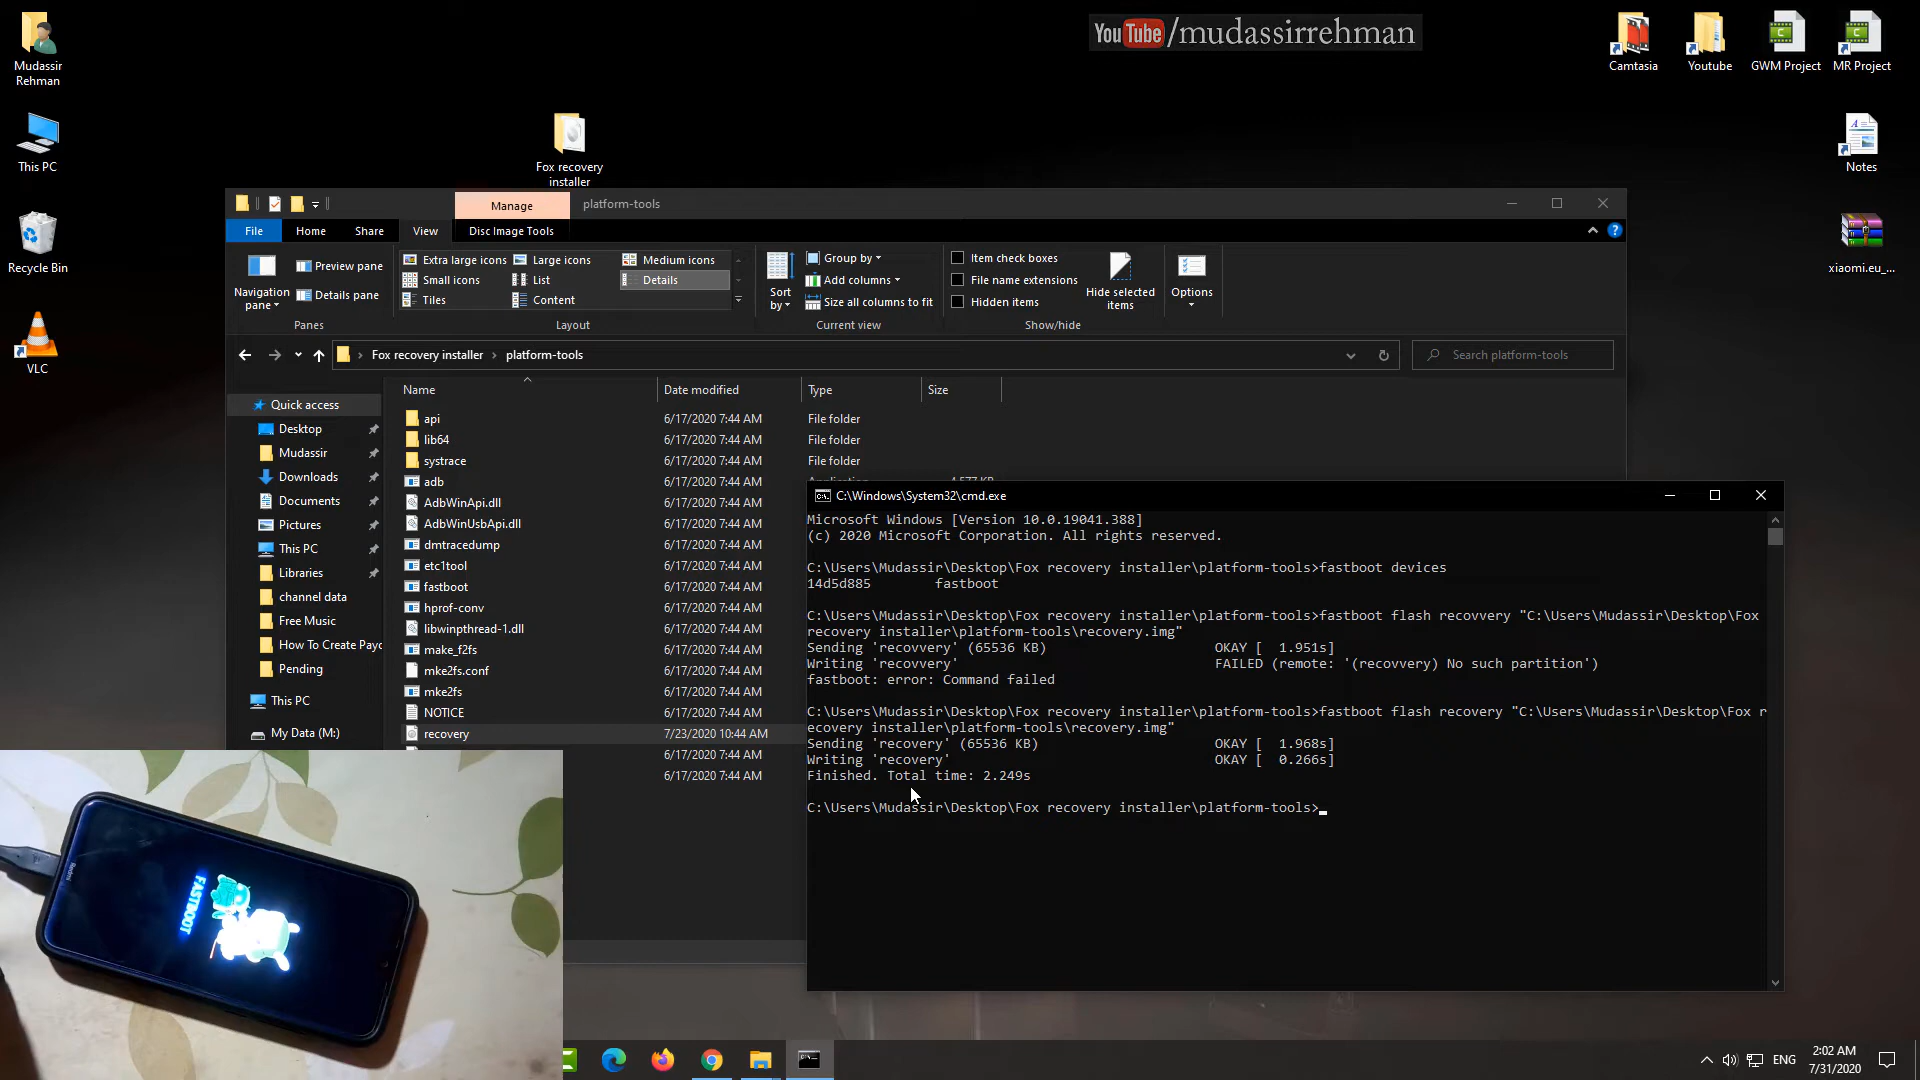 YouTube/mudassirrehman
Mudassir
Rehman
This PC
Recycle Bin
VLC
Fox recovery
installer
Camtasia
Youtube
GWM Project
MR Project
Notes
xiaomi.eu_...
Manage
platform-tools
File
Home
Share
View
Disc Image Tools
Navigation
pane
Preview pane
Details pane
Panes
Extra large icons
Large icons
Medium icons
Small icons
List
Details
Tiles
Content
Layout
Sort
by
Group by
Add columns
Size all columns to fit
Current view
Item check boxes
File name extensions
Hidden items
Hide selected
items
Show/hide
Options
Fox recovery installer > platform-tools
Search platform-tools
Name
Date modified
Type
Size
Quick access
Desktop
Mudassir
Downloads
Documents
Pictures
This PC
Libraries
channel data
Free Music
How To Create Payo
Pending
This PC
My Data (M:)
api 6/17/2020 7:44 AM File folder
lib64 6/17/2020 7:44 AM File folder
systrace 6/17/2020 7:44 AM File folder
adb 6/17/2020 7:44 AM Application 4,577 KB
AdbWinApi.dll 6/17/2020 7:44 AM
AdbWinUsbApi.dll 6/17/2020 7:44 AM
dmtracedump 6/17/2020 7:44 AM
etc1tool 6/17/2020 7:44 AM
fastboot 6/17/2020 7:44 AM
hprof-conv 6/17/2020 7:44 AM
libwinpthread-1.dll 6/17/2020 7:44 AM
make_f2fs 6/17/2020 7:44 AM
mke2fs.conf 6/17/2020 7:44 AM
mke2fs 6/17/2020 7:44 AM
NOTICE 6/17/2020 7:44 AM
recovery 7/23/2020 10:44 AM
6/17/2020 7:44 AM
6/17/2020 7:44 AM
C:\Windows\System32\cmd.exe
Microsoft Windows [Version 10.0.19041.388]
(c) 2020 Microsoft Corporation. All rights reserved.
C:\Users\Mudassir\Desktop\Fox recovery installer\platform-tools>fastboot devices
14d5d885 fastboot
C:\Users\Mudassir\Desktop\Fox recovery installer\platform-tools>fastboot flash recovvery "C:\Users\Mudassir\Desktop\Fox
recovery installer\platform-tools\recovery.img"
Sending 'recovvery' (65536 KB) OKAY [ 1.951s]
Writing 'recovvery' FAILED (remote: '(recovvery) No such partition')
fastboot: error: Command failed
C:\Users\Mudassir\Desktop\Fox recovery installer\platform-tools>fastboot flash recovery "C:\Users\Mudassir\Desktop\Fox r
ecovery installer\platform-tools\recovery.img"
Sending 'recovery' (65536 KB) OKAY [ 1.968s]
Writing 'recovery' OKAY [ 0.266s]
Finished. Total time: 2.249s
C:\Users\Mudassir\Desktop\Fox recovery installer\platform-tools>
Redmi
FASTBOOT
ENG
2:02 AM
7/31/2020